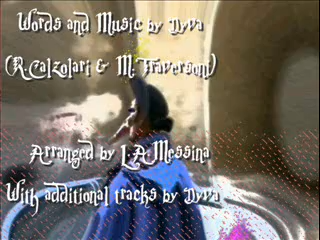 Words and Music by Dyva
(R. Calzolari & M. Traversoni)
Arranged by L. A. Messina
With additional tracks by Dyva